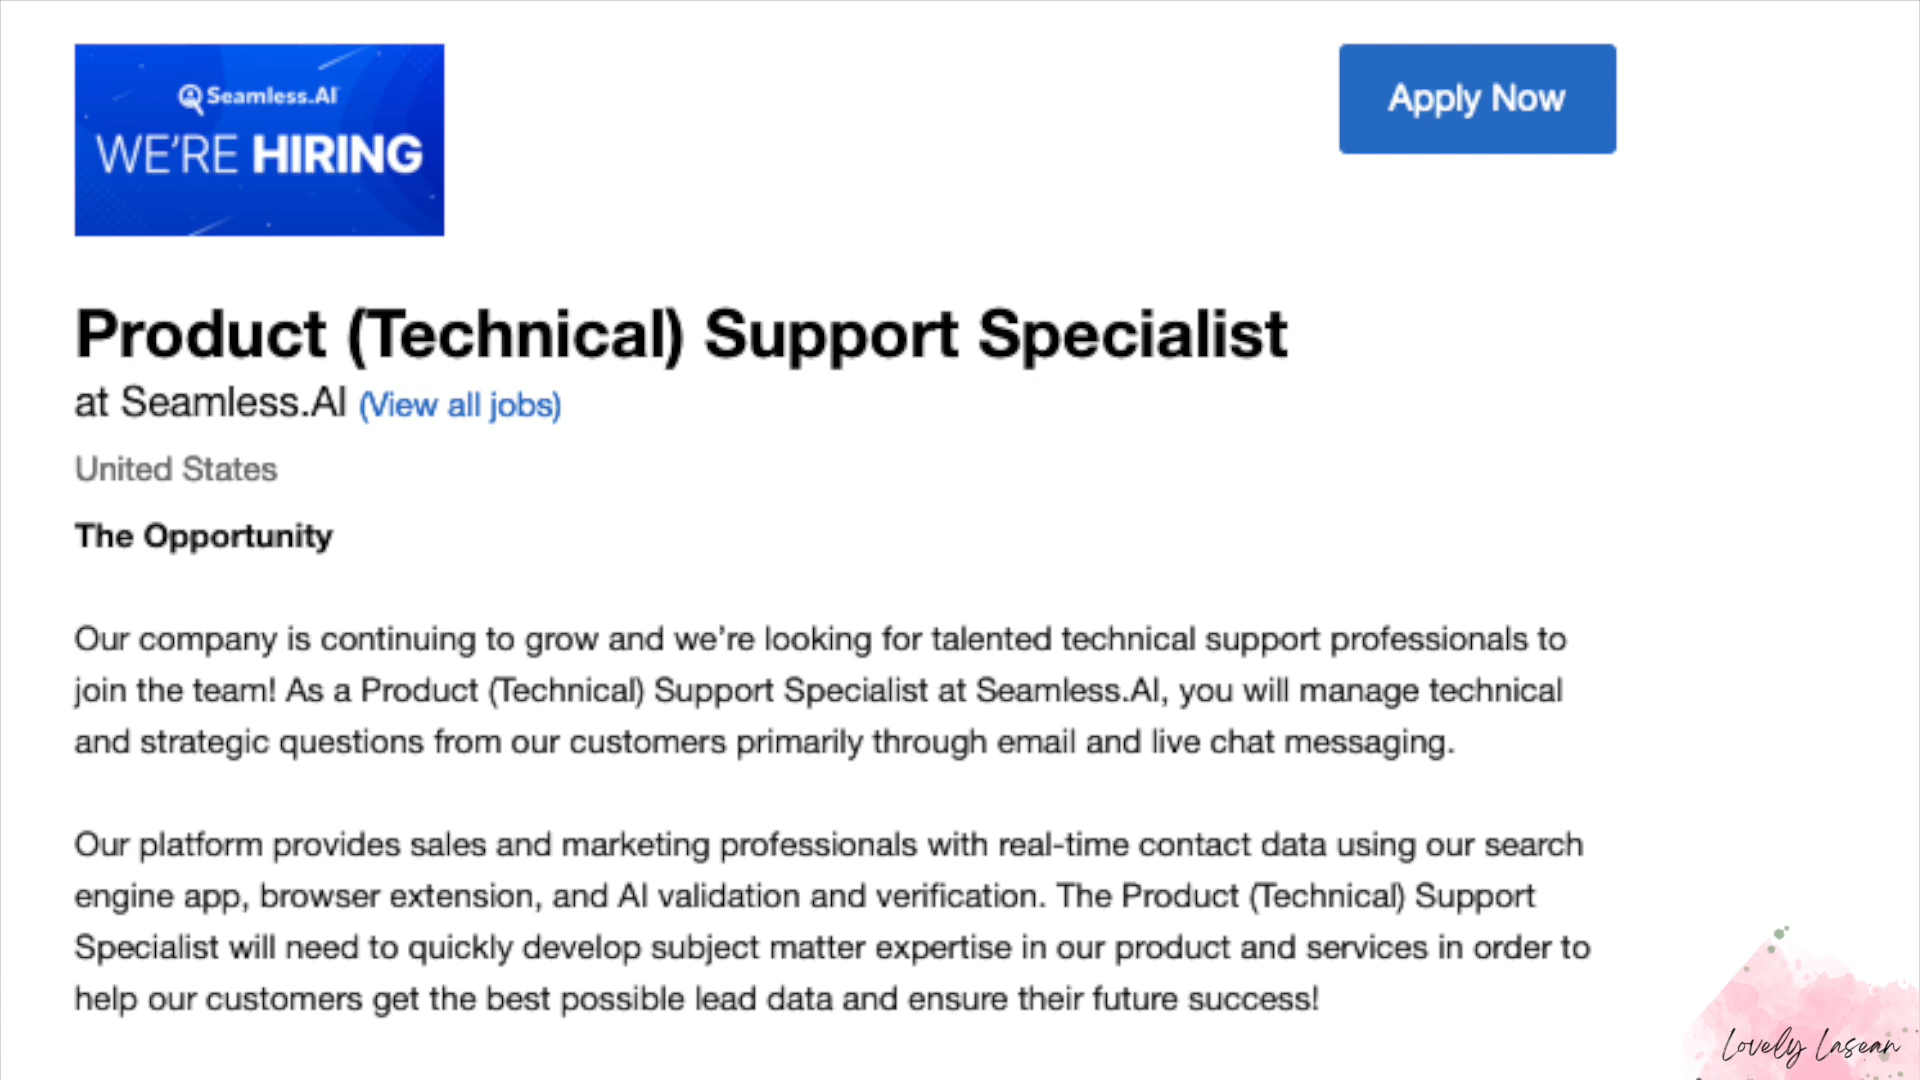 Seamless.AI
WE'RE HIRING
Apply Now
Product (Technical) Support Specialist
at Seamless.AI (View all jobs)
United States
The Opportunity
Our company is continuing to grow and we're looking for talented technical support professionals to
join the team! As a Product (Technical) Support Specialist at Seamless.AI, you will manage technical
and strategic questions from our customers primarily through email and live chat messaging.
Our platform provides sales and marketing professionals with real-time contact data using our search
engine app, browser extension, and AI validation and verification. The Product (Technical) Support
Specialist will need to quickly develop subject matter expertise in our product and services in order to
help our customers get the best possible lead data and ensure their future success!
Lovely Lasean